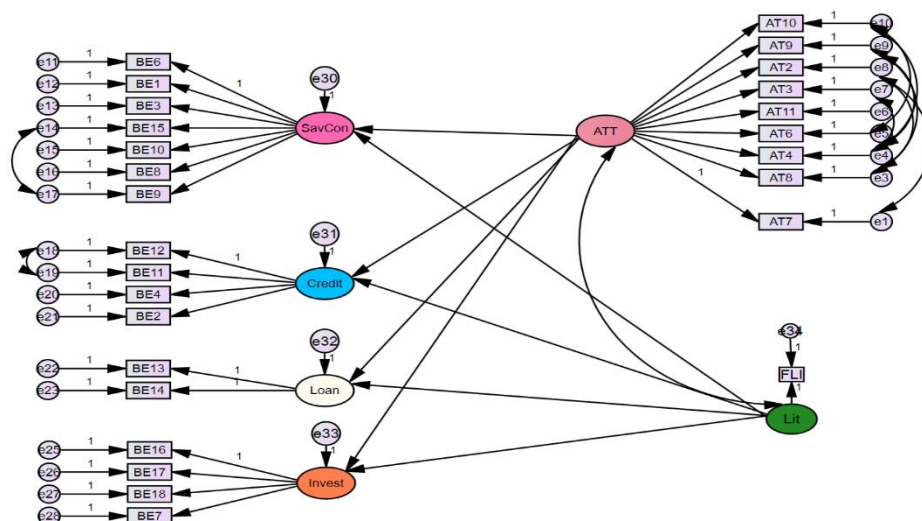 e11 1 BE6
e12 1 BE1
e13 1 BE3
e14 1 BE15
e15 1 BE10
e16 1 BE8
e17 1 BE9
1
e30
1
SavCon
e18 1 BE12
e19 1 BE11
e20 1 BE4
e21 1 BE2
1
e31
1
Credit
e22 1 BE13
e23 1 BE14
1
1
e32
1
Loan
e25 1 BE16
e26 1 BE17
e27 1 BE18
e28 1 BE7
1
e33
1
Invest
ATT
1
AT10 1 e10
AT9 1 e9
AT2 1 e8
AT3 1 e7
AT11 1 e6
AT6 1 e5
AT4 1 e4
AT8 1 e3
AT7 1 e1
e34
1
FLI
1
Lit